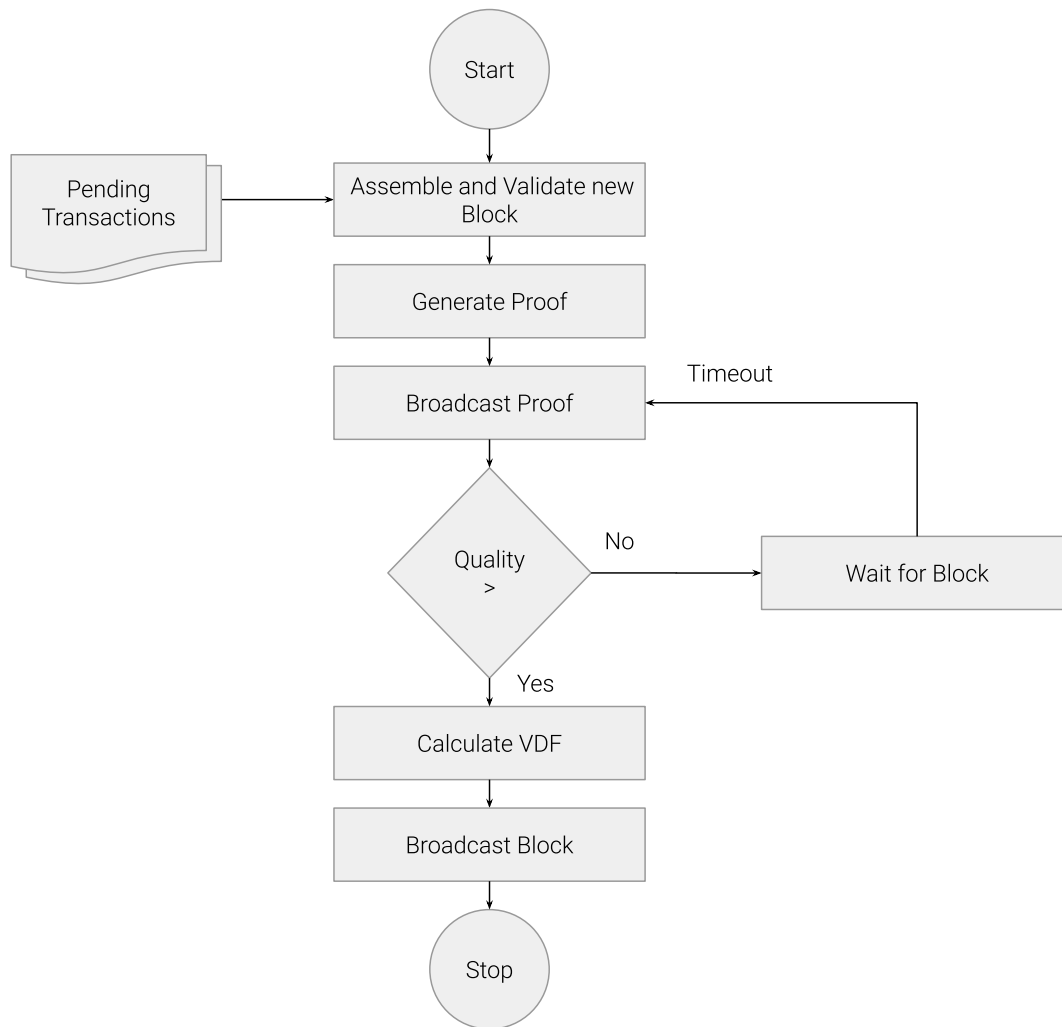 Start
Pending
Transactions
Assemble and Validate new
Block
Generate Proof
Timeout
Broadcast Proof
No
Quality
>
Wait for Block
Yes
Calculate VDF
Broadcast Block
Stop